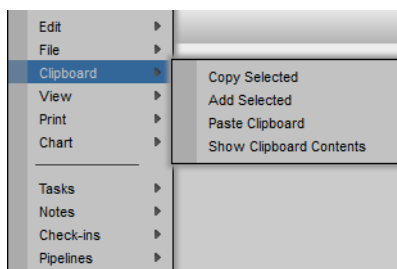 Edit
File
Clipboard
View
Print
Chart
Tasks
Notes
Check-ins
Pipelines
Copy Selected
Add Selected
Paste Clipboard
Show Clipboard Contents